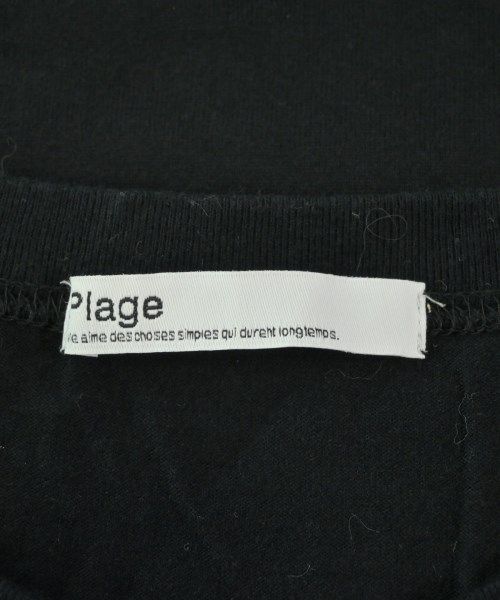 Plage
aime des choses simples qui durent longtemps.